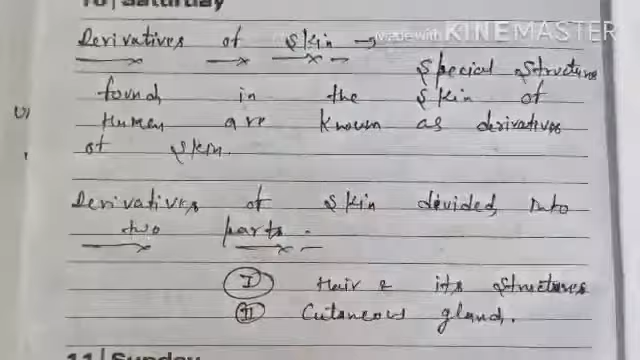 10|Saturday
Made with KINEMASTER
Derivatives of skin →
Special Structure
found in the skin of
Human are known as derivatives
of skin.
Derivatives of skin divided into
two parts :-
I Hair & its structures
II Cutaneous gland.
11|Sunday